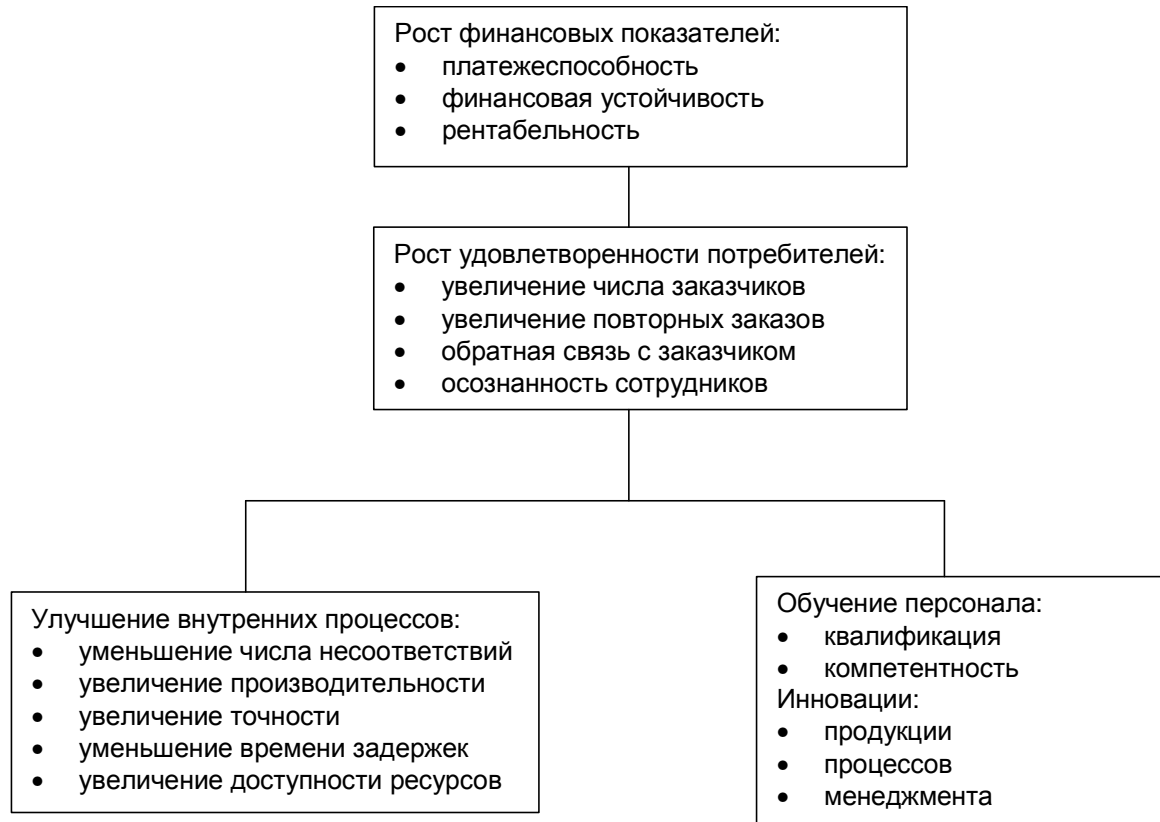 Рост финансовых показателей:
• платежеспособность
• финансовая устойчивость
• рентабельность
Рост удовлетворенности потребителей:
• увеличение числа заказчиков
• увеличение повторных заказов
• обратная связь с заказчиком
• осознанность сотрудников
Улучшение внутренних процессов:
• уменьшение числа несоответствий
• увеличение производительности
• увеличение точности
• уменьшение времени задержек
• увеличение доступности ресурсов
Обучение персонала:
• квалификация
• компетентность
Инновации:
• продукции
• процессов
• менеджмента